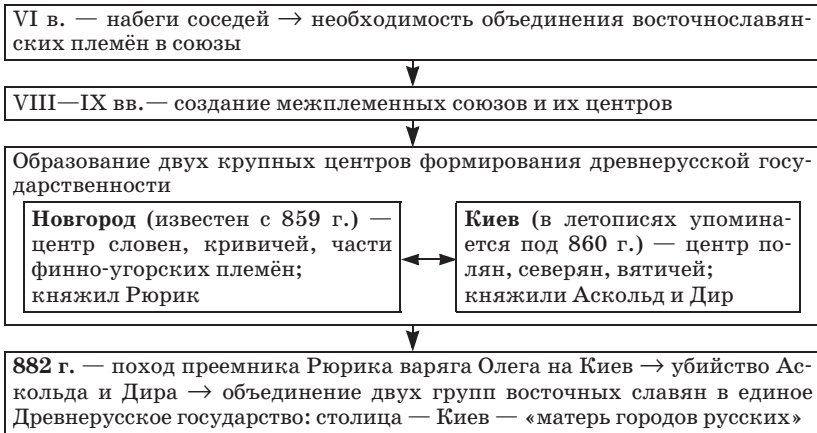 VI в. — набеги соседей → необходимость объединения восточнославян-
ских племён в союзы
VIII—IX вв.— создание межплеменных союзов и их центров
Образование двух крупных центров формирования древнерусской госу-
дарственности
Новгород (известен с 859 г.) —
центр словен, кривичей, части
финно-угорских племён;
княжил Рюрик
Киев (в летописях упомина-
ется под 860 г.) — центр по-
лян, северян, вятичей;
княжили Аскольд и Дир
882 г. — поход преемника Рюрика варяга Олега на Киев → убийство Ас-
кольда и Дира → объединение двух групп восточных славян в единое
Древнерусское государство: столица — Киев — «матерь городов русских»